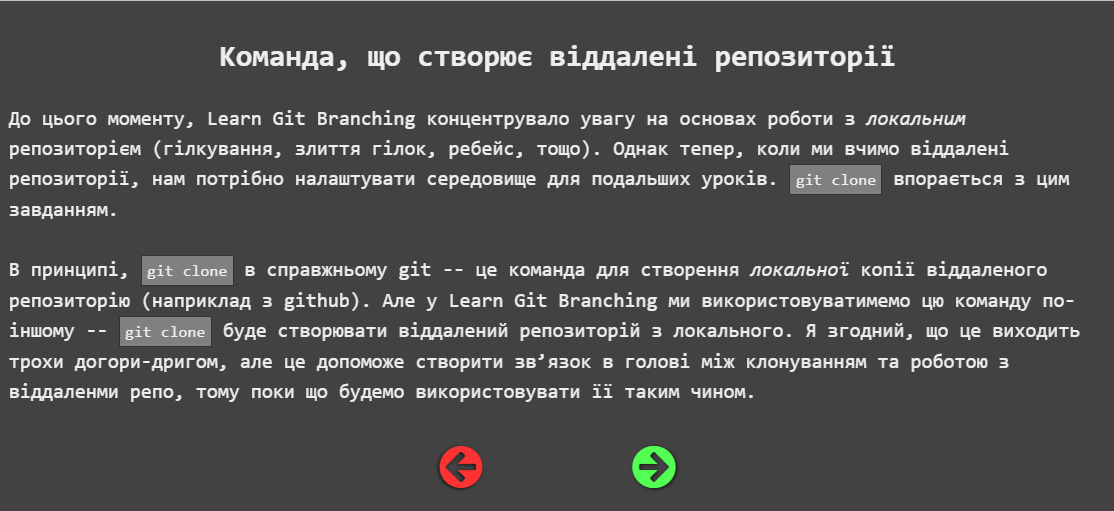 Команда, що створює віддалені репозиторії
До цього моменту, Learn Git Branching концентрувало увагу на основах роботи з локальним
репозиторієм (гілкування, злиття гілок, ребейс, тощо). Однак тепер, коли ми вчимо віддалені
репозиторії, нам потрібно налаштувати середовище для подальших уроків. git clone впорається з цим
завданням.
В принципі, git clone в справжньому git -- це команда для створення локальної копії віддаленого
репозиторію (наприклад з github). Але у Learn Git Branching ми використовуватимемо цю команду по-
іншому -- git clone буде створювати віддалений репозиторій з локального. Я згодний, що це виходить
трохи догори-дригом, але це допоможе створити зв’язок в голові між клонуванням та роботою з
віддаленми репо, тому поки що будемо використовувати її таким чином.